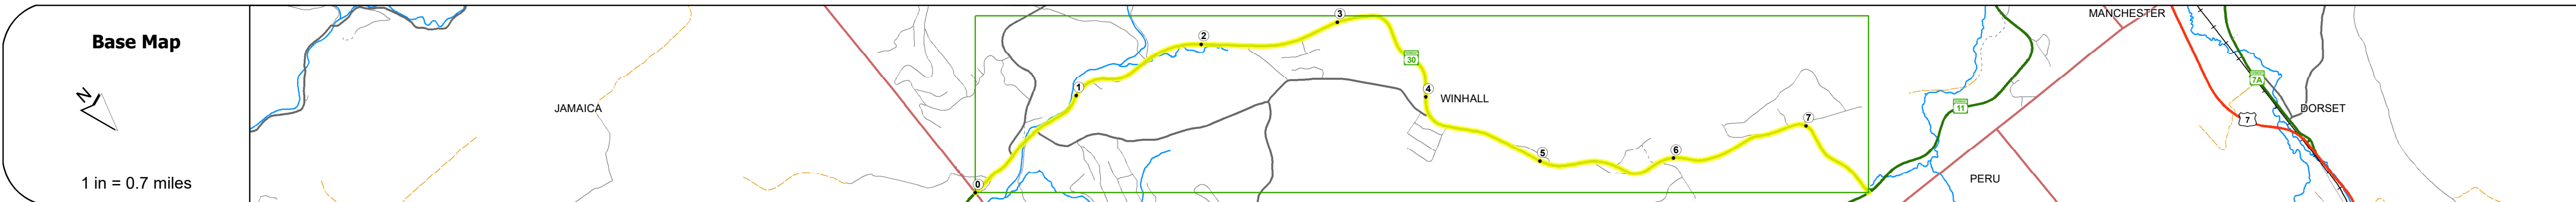 Base Map
N
1 in = 0.7 miles
JAMAICA
0
1
2
3
30
4
WINHALL
5
6
7
11
MANCHESTER
PERU
7A
7
DORSET